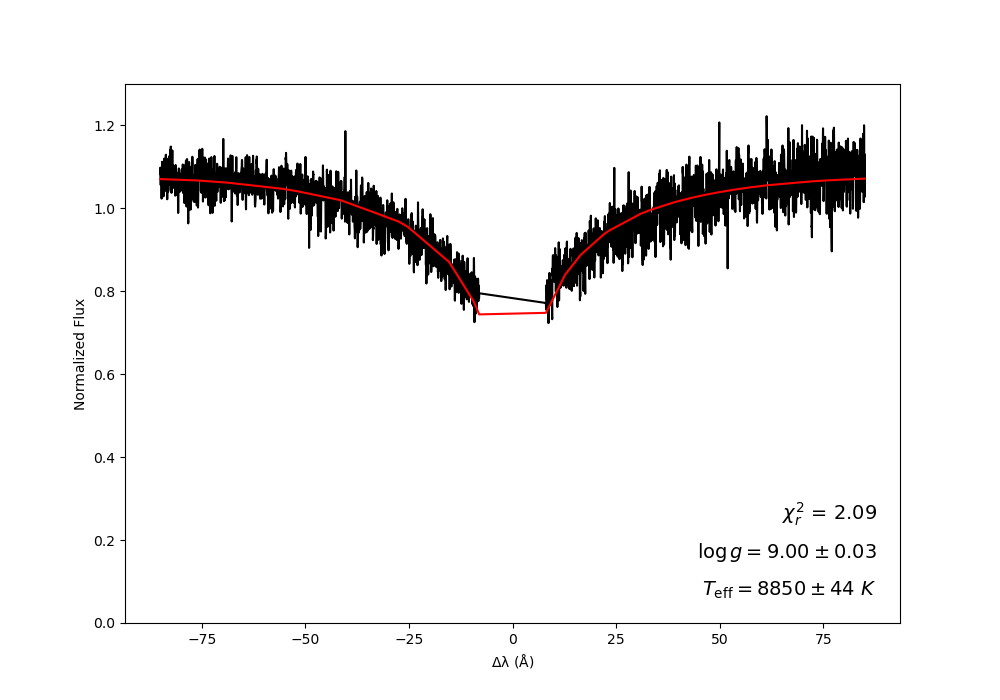 1.2
1.0
0.8
0.6
0.4
0.2
0.0
Normalized Flux
χ²ᵣ = 2.09
log g = 9.00 ± 0.03
T_eff = 8850 ± 44 K
−75 −50 −25 0 25 50 75
Δλ (Å)